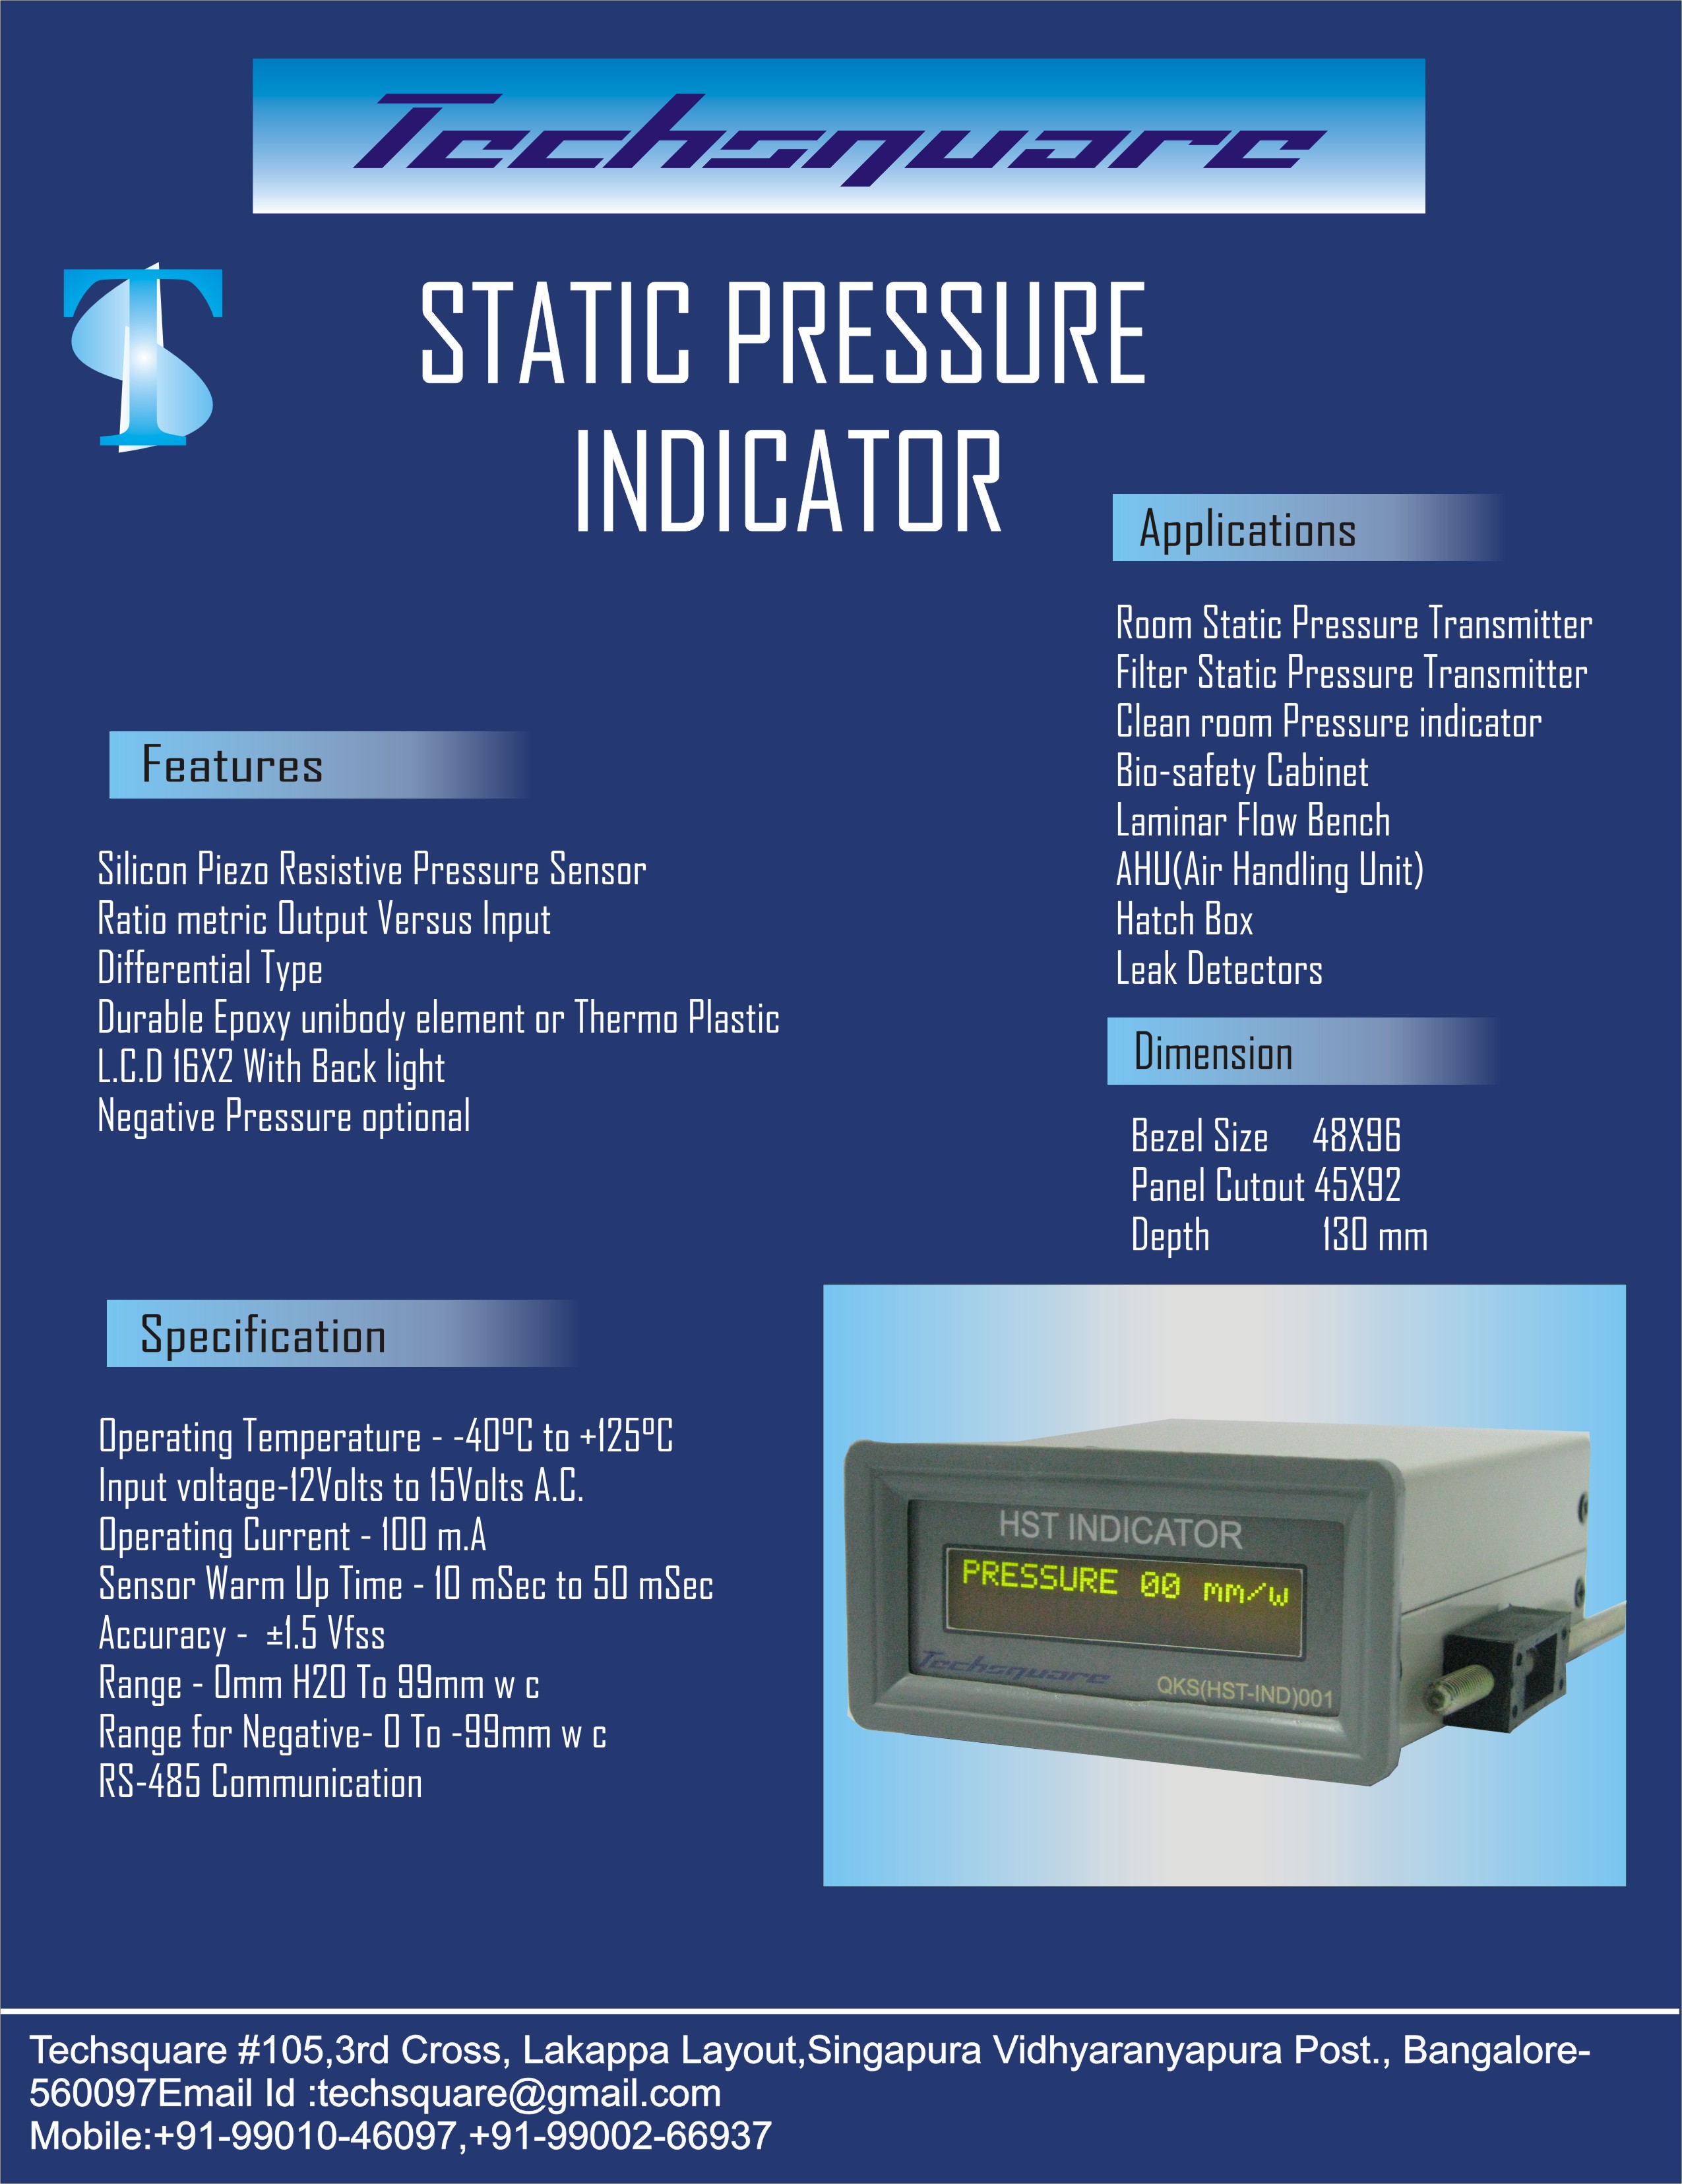 Techsquare
TS
STATIC PRESSURE
INDICATOR
Applications
Room Static Pressure Transmitter
Filter Static Pressure Transmitter
Clean room Pressure indicator
Bio-safety Cabinet
Laminar Flow Bench
AHU(Air Handling Unit)
Hatch Box
Leak Detectors
Features
Silicon Piezo Resistive Pressure Sensor
Ratio metric Output Versus Input
Differential Type
Durable Epoxy unibody element or Thermo Plastic
L.C.D 16X2 With Back light
Negative Pressure optional
Dimension
Bezel Size 48X96
Panel Cutout 45X92
Depth 130 mm
Specification
Operating Temperature - -40ºC to +125ºC
Input voltage-12Volts to 15Volts A.C.
Operating Current - 100 m.A
Sensor Warm Up Time - 10 mSec to 50 mSec
Accuracy - ±1.5 Vfss
Range - 0mm H20 To 99mm w c
Range for Negative- 0 To -99mm w c
RS-485 Communication
HST INDICATOR
PRESSURE 00 mm/w
Techsquare
QKS(HST-IND)001
Techsquare #105,3rd Cross, Lakappa Layout,Singapura Vidhyaranyapura Post., Bangalore-
560097Email Id :techsquare@gmail.com
Mobile:+91-99010-46097,+91-99002-66937